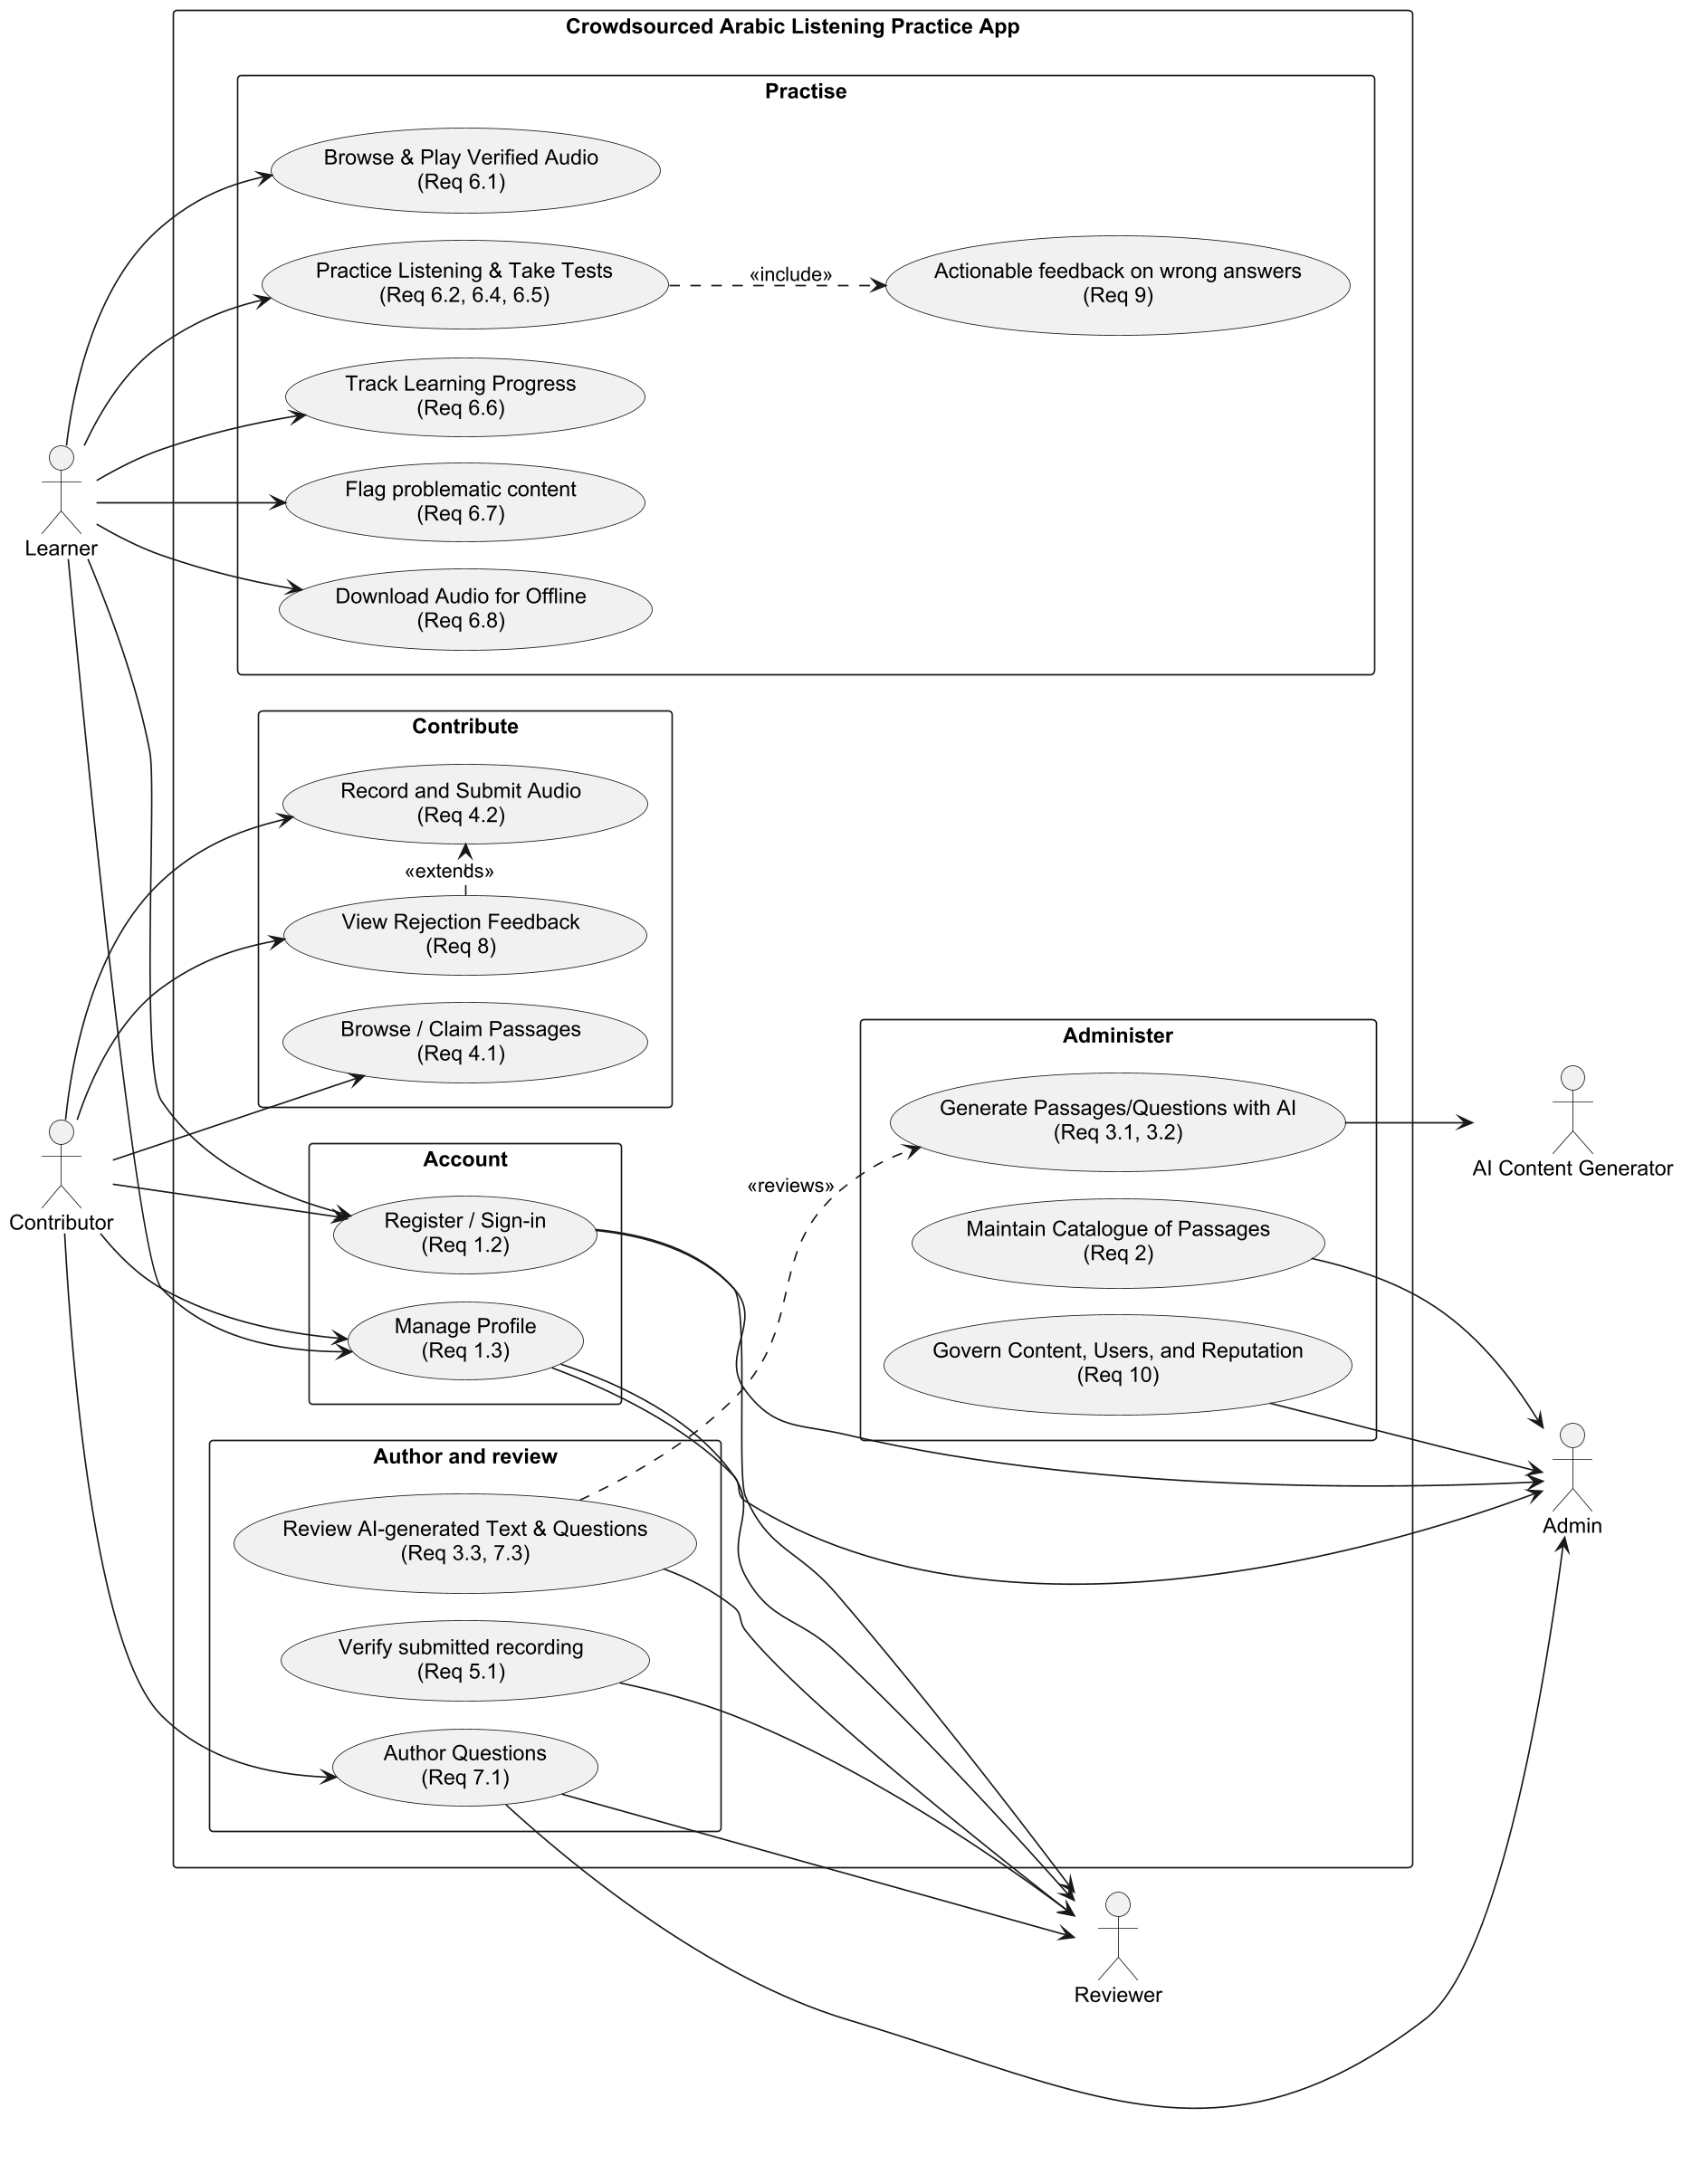 Crowdsourced Arabic Listening Practice App
Practise
Browse & Play Verified Audio
(Req 6.1)
Practice Listening & Take Tests
(Req 6.2, 6.4, 6.5)
«include»
Actionable feedback on wrong answers
(Req 9)
Track Learning Progress
(Req 6.6)
Flag problematic content
(Req 6.7)
Download Audio for Offline
(Req 6.8)
Learner
Contribute
Record and Submit Audio
(Req 4.2)
«extends»
View Rejection Feedback
(Req 8)
Browse / Claim Passages
(Req 4.1)
Contributor
Account
Register / Sign-in
(Req 1.2)
Manage Profile
(Req 1.3)
Administer
Generate Passages/Questions with AI
(Req 3.1, 3.2)
«reviews»
Maintain Catalogue of Passages
(Req 2)
Govern Content, Users, and Reputation
(Req 10)
AI Content Generator
Admin
Author and review
Review AI-generated Text & Questions
(Req 3.3, 7.3)
Verify submitted recording
(Req 5.1)
Author Questions
(Req 7.1)
Reviewer